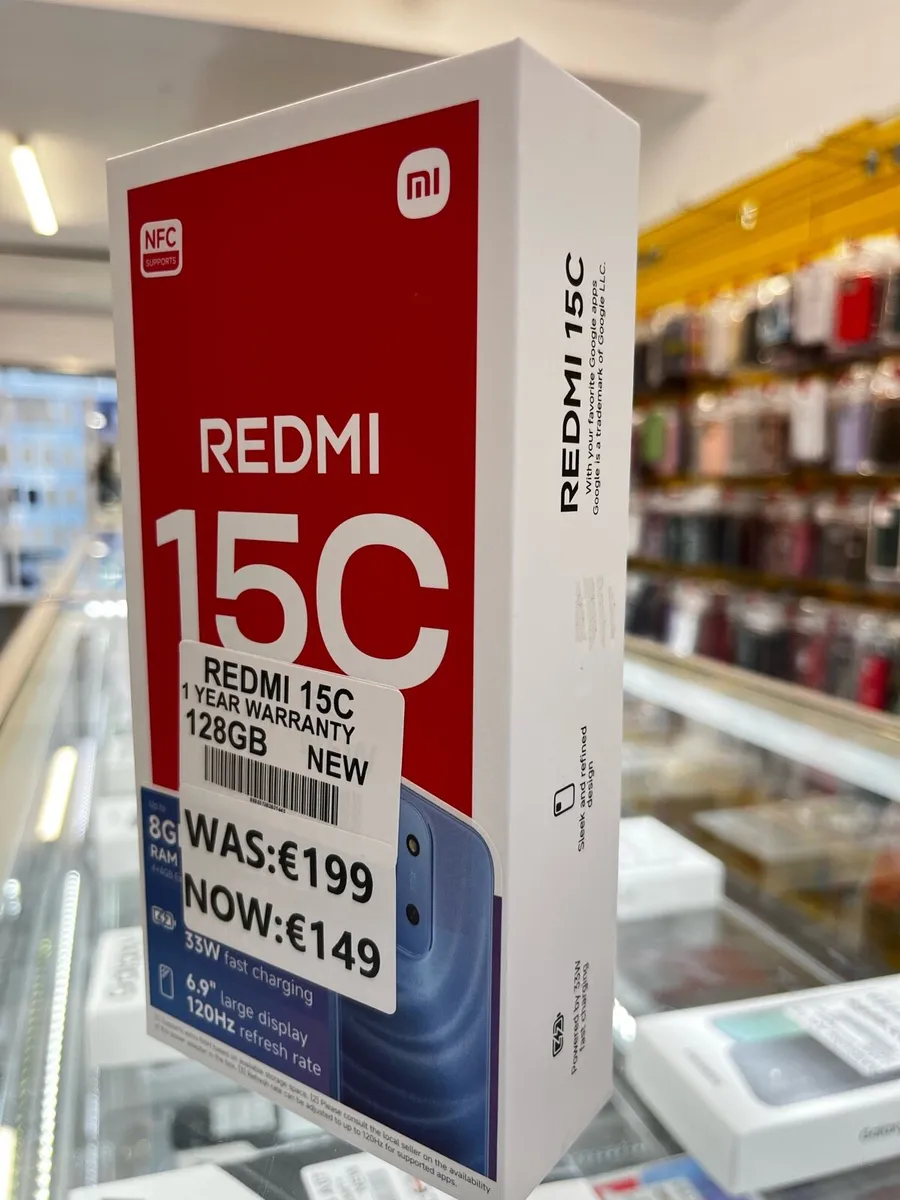 mi
NFC
SUPPORTS
REDMI
15C
REDMI 15C
1 YEAR WARRANTY
128GB NEW
WAS:€199
NOW:€149
Up to
8G
RAM
33W fast charging
6.9" large display
120Hz refresh rate
REDMI 15C
With your favorite Google apps
Google is a trademark of Google LLC.
Sleek and refined
design
Powered by 33W
fast charging